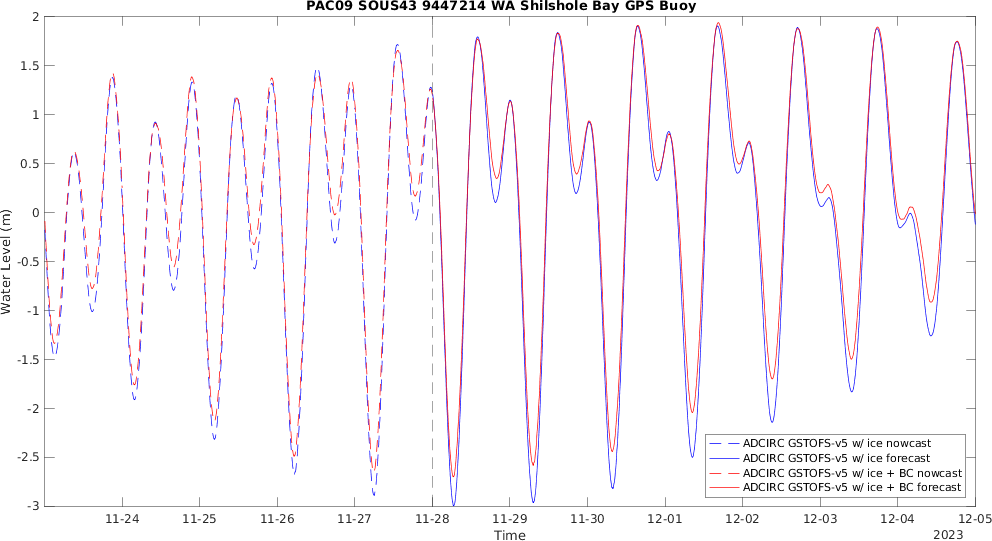 PAC09 SOUS43 9447214 WA Shilshole Bay GPS Buoy
2
1.5
1
0.5
0
-0.5
-1
-1.5
-2
-2.5
-3
Water Level (m)
ADCIRC GSTOFS-v5 w/ ice nowcast
ADCIRC GSTOFS-v5 w/ ice forecast
ADCIRC GSTOFS-v5 w/ ice + BC nowcast
ADCIRC GSTOFS-v5 w/ ice + BC forecast
11-24 11-25 11-26 11-27 11-28 11-29 11-30 12-01 12-02 12-03 12-04 12-05
Time 2023